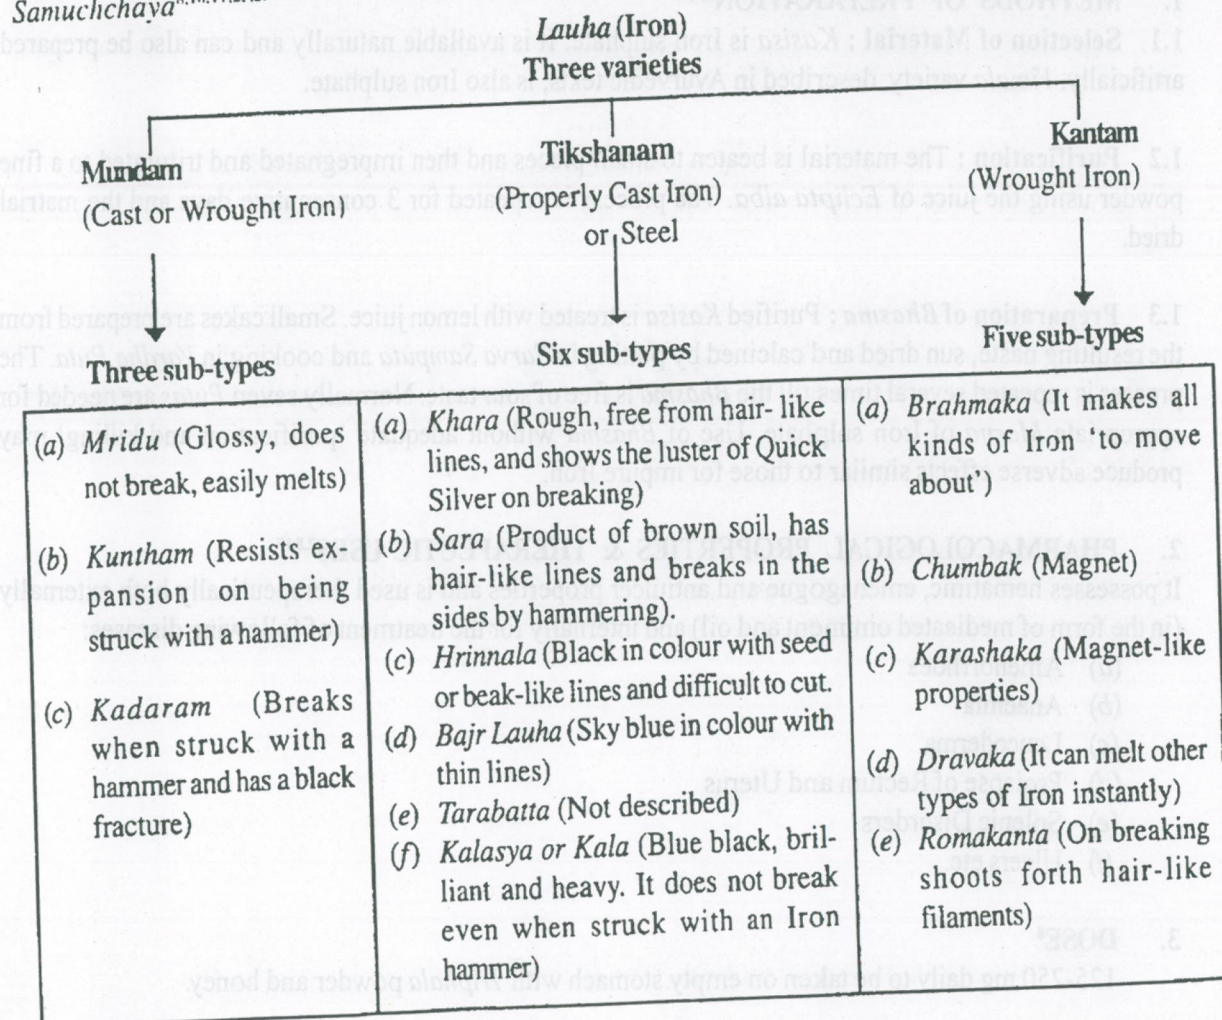 Samuchchaya
Lauha (Iron)
Three varieties
Mundam
(Cast or Wrought Iron)
Tikshanam
(Properly Cast Iron)
or Steel
Kantam
(Wrought Iron)
Three sub-types
Six sub-types
Five sub-types
(a) Mridu (Glossy, does
not break, easily melts)
(b) Kuntham (Resists ex-
pansion on being
struck with a hammer)
(c) Kadaram (Breaks
when struck with a
hammer and has a black
fracture)
(a) Khara (Rough, free from hair- like
lines, and shows the luster of Quick
Silver on breaking)
(b) Sara (Product of brown soil, has
hair-like lines and breaks in the
sides by hammering).
(c) Hrinnala (Black in colour with seed
or beak-like lines and difficult to cut.
(d) Bajr Lauha (Sky blue in colour with
thin lines)
(e) Tarabatta (Not described)
(f) Kalasya or Kala (Blue black, bril-
liant and heavy. It does not break
even when struck with an Iron
hammer)
(a) Brahmaka (It makes all
kinds of Iron ‘to move
about’)
(b) Chumbak (Magnet)
(c) Karashaka (Magnet-like
properties)
(d) Dravaka (It can melt other
types of Iron instantly)
(e) Romakanta (On breaking
shoots forth hair-like
filaments)